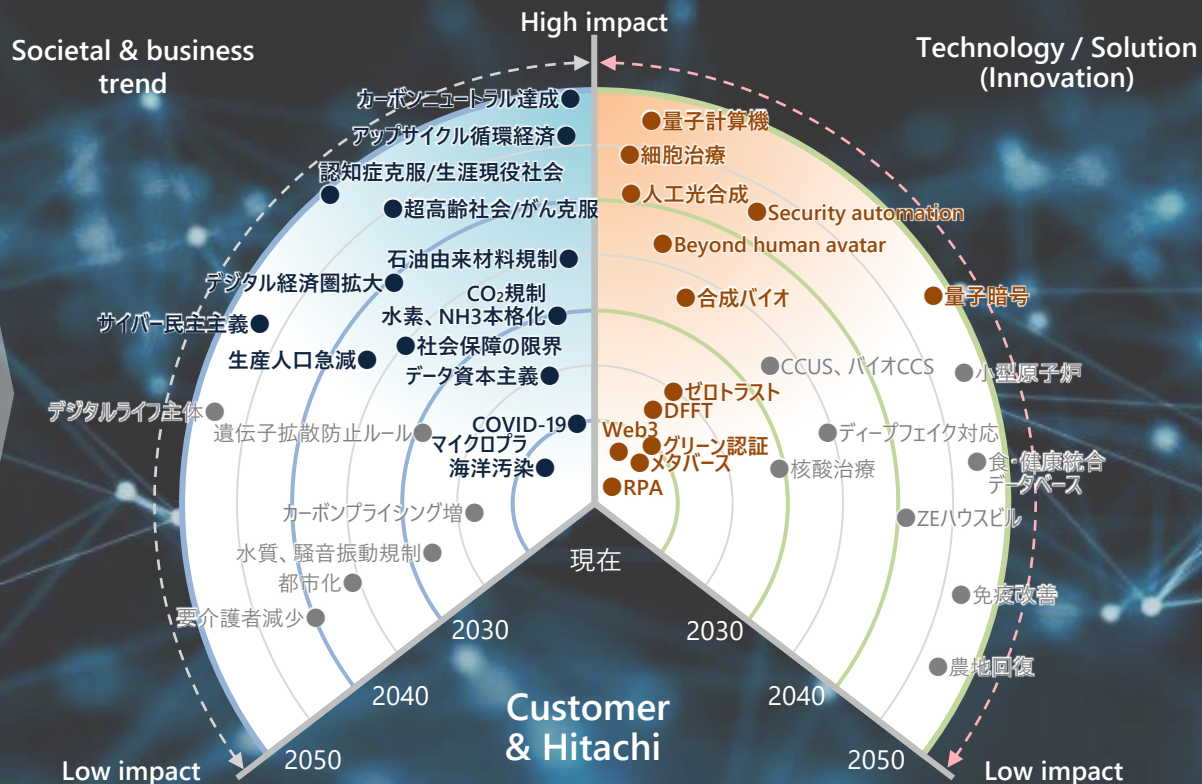 High impact
Societal & business
trend
Technology / Solution
(Innovation)
カーボンニュートラル達成
アップサイクル循環経済
認知症克服/生涯現役社会
超高齢社会/がん克服
石油由来材料規制
デジタル経済圏拡大
CO₂規制
水素、NH3本格化
サイバー民主主義
社会保障の限界
生産人口急減
データ資本主義
デジタルライフ主体
COVID-19
遺伝子拡散防止ルール
マイクロプラ
海洋汚染
カーボンプライシング増
水質、騒音振動規制
都市化
要介護者減少
量子計算機
細胞治療
人工光合成
Security automation
Beyond human avatar
合成バイオ
量子暗号
CCUS、バイオCCS
小型原子炉
ゼロトラスト
DFFT
Web3
グリーン認証
メタバース
RPA
ディープフェイク対応
核酸治療
食・健康統合
データベース
ZEハウスビル
免疫改善
農地回復
現在
2030
2030
2040
2040
2050
2050
Customer
& Hitachi
Low impact
Low impact